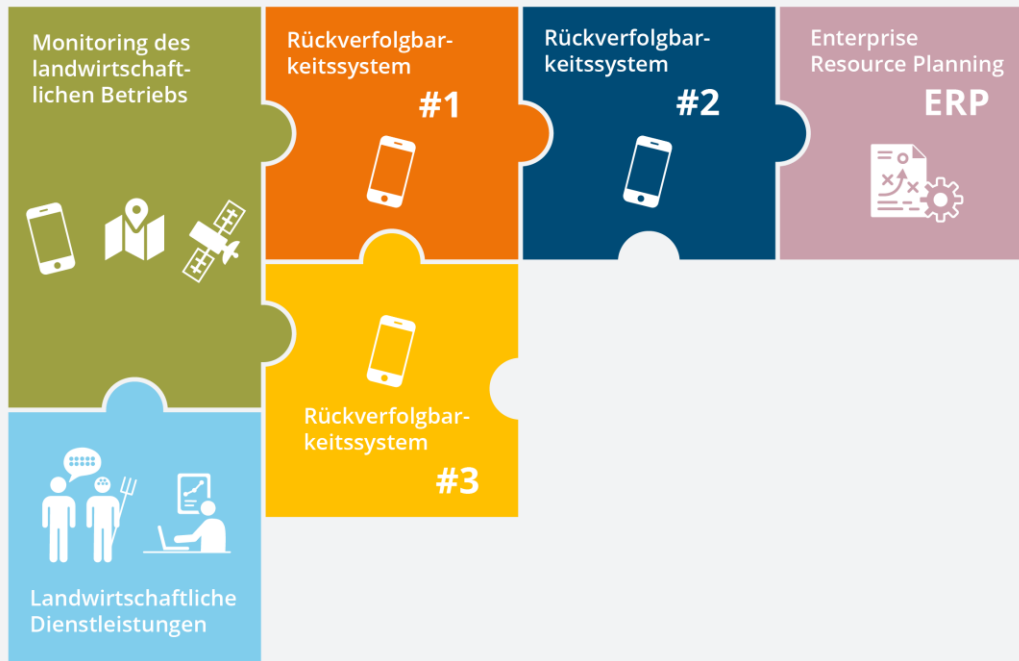 Monitoring des
landwirtschaft-
lichen Betriebs
Rückverfolgbar-
keitssystem
#1
Rückverfolgbar-
keitssystem
#2
Enterprise
Resource Planning
ERP
Rückverfolgbar-
keitssystem
#3
Landwirtschaftliche
Dienstleistungen